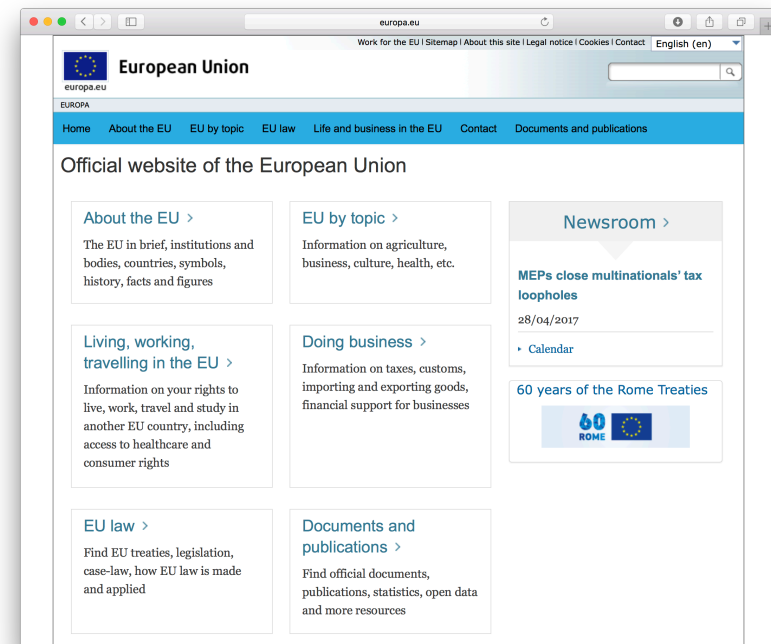 europa.eu
Work for the EU | Sitemap | About this site | Legal notice | Cookies | Contact
English (en)
European Union
europa.eu
EUROPA
Home About the EU EU by topic EU law Life and business in the EU Contact Documents and publications
Official website of the European Union
About the EU >
The EU in brief, institutions and
bodies, countries, symbols,
history, facts and figures
EU by topic >
Information on agriculture,
business, culture, health, etc.
Newsroom >
MEPs close multinationals' tax
loopholes
28/04/2017
Calendar
Living, working,
travelling in the EU >
Information on your rights to
live, work, travel and study in
another EU country, including
access to healthcare and
consumer rights
Doing business >
Information on taxes, customs,
importing and exporting goods,
financial support for businesses
60 years of the Rome Treaties
60
ROME
EU law >
Find EU treaties, legislation,
case-law, how EU law is made
and applied
Documents and
publications >
Find official documents,
publications, statistics, open data
and more resources